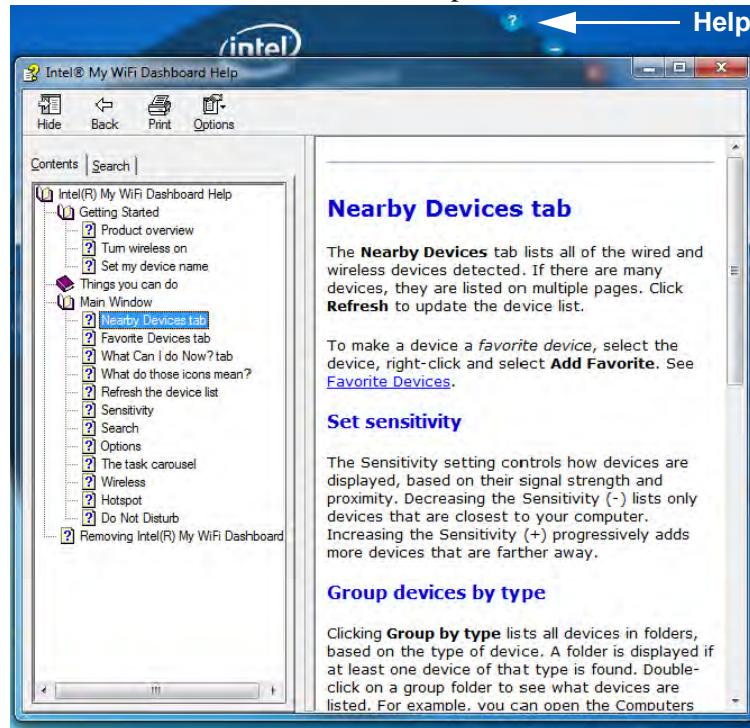 ? Help
intel
Intel® My WiFi Dashboard Help
Hide Back Print Options
Contents Search
Intel(R) My WiFi Dashboard Help
Getting Started
Product overview
Turn wireless on
Set my device name
Things you can do
Main Window
Nearby Devices tab
Favorite Devices tab
What Can I do Now? tab
What do those icons mean?
Refresh the device list
Sensitivity
Search
Options
The task carousel
Wireless
Hotspot
Do Not Disturb
Removing Intel(R) My WiFi Dashboard
Nearby Devices tab
The Nearby Devices tab lists all of the wired and
wireless devices detected. If there are many
devices, they are listed on multiple pages. Click
Refresh to update the device list.
To make a device a favorite device, select the
device, right-click and select Add Favorite. See
Favorite Devices.
Set sensitivity
The Sensitivity setting controls how devices are
displayed, based on their signal strength and
proximity. Decreasing the Sensitivity (-) lists only
devices that are closest to your computer.
Increasing the Sensitivity (+) progressively adds
more devices that are farther away.
Group devices by type
Clicking Group by type lists all devices in folders,
based on the type of device. A folder is displayed if
at least one device of that type is found. Double-
click on a group folder to see what devices are
listed. For example, you can open the Computers